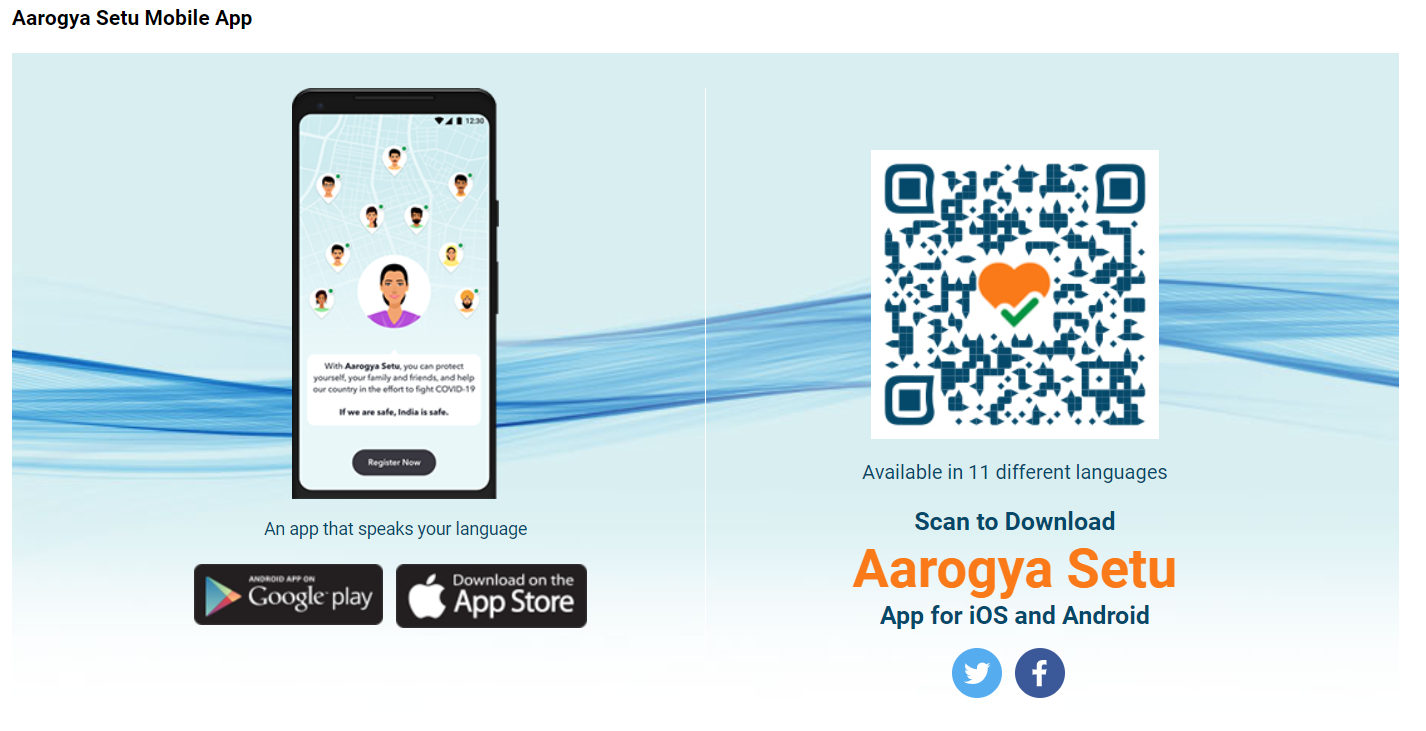 Aarogya Setu Mobile App
12:30
With Aarogya Setu, you can protect
yourself, your family and friends, and help
our country in the effort to fight COVID-19
If we are safe, India is safe.
Register Now
An app that speaks your language
ANDROID APP ON
Google play
Download on the
App Store
Available in 11 different languages
Scan to Download
Aarogya Setu
App for iOS and Android